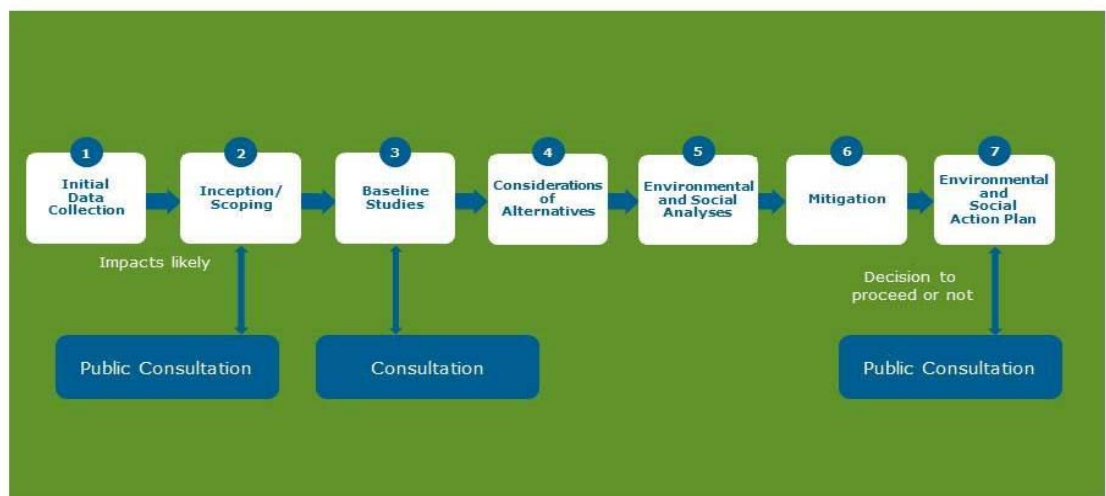 1
Initial
Data
Collection
2
Inception/
Scoping
3
Baseline
Studies
4
Considerations
of
Alternatives
5
Environmental
and Social
Analyses
6
Mitigation
7
Environmental
and
Social
Action Plan
Impacts likely
Decision to
proceed or not
Public Consultation
Consultation
Public Consultation